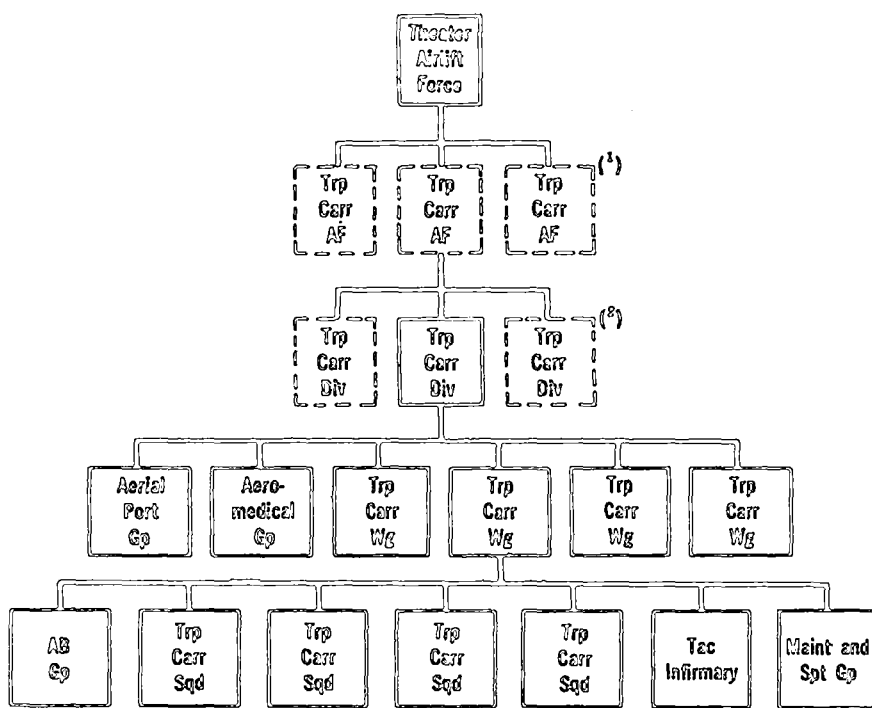 Theater
Airlift
Force
Trp
Carr
AF
Trp
Carr
AF
Trp
Carr
AF
(1)
Trp
Carr
Div
Trp
Carr
Div
Trp
Carr
Div
(2)
Aerial
Port
Gp
Aero-
medical
Gp
Trp
Carr
Wg
Trp
Carr
Wg
Trp
Carr
Wg
Trp
Carr
Wg
AB
Gp
Trp
Carr
Sqd
Trp
Carr
Sqd
Trp
Carr
Sqd
Trp
Carr
Sqd
Tac
Infirmary
Maint and
Spt Gp